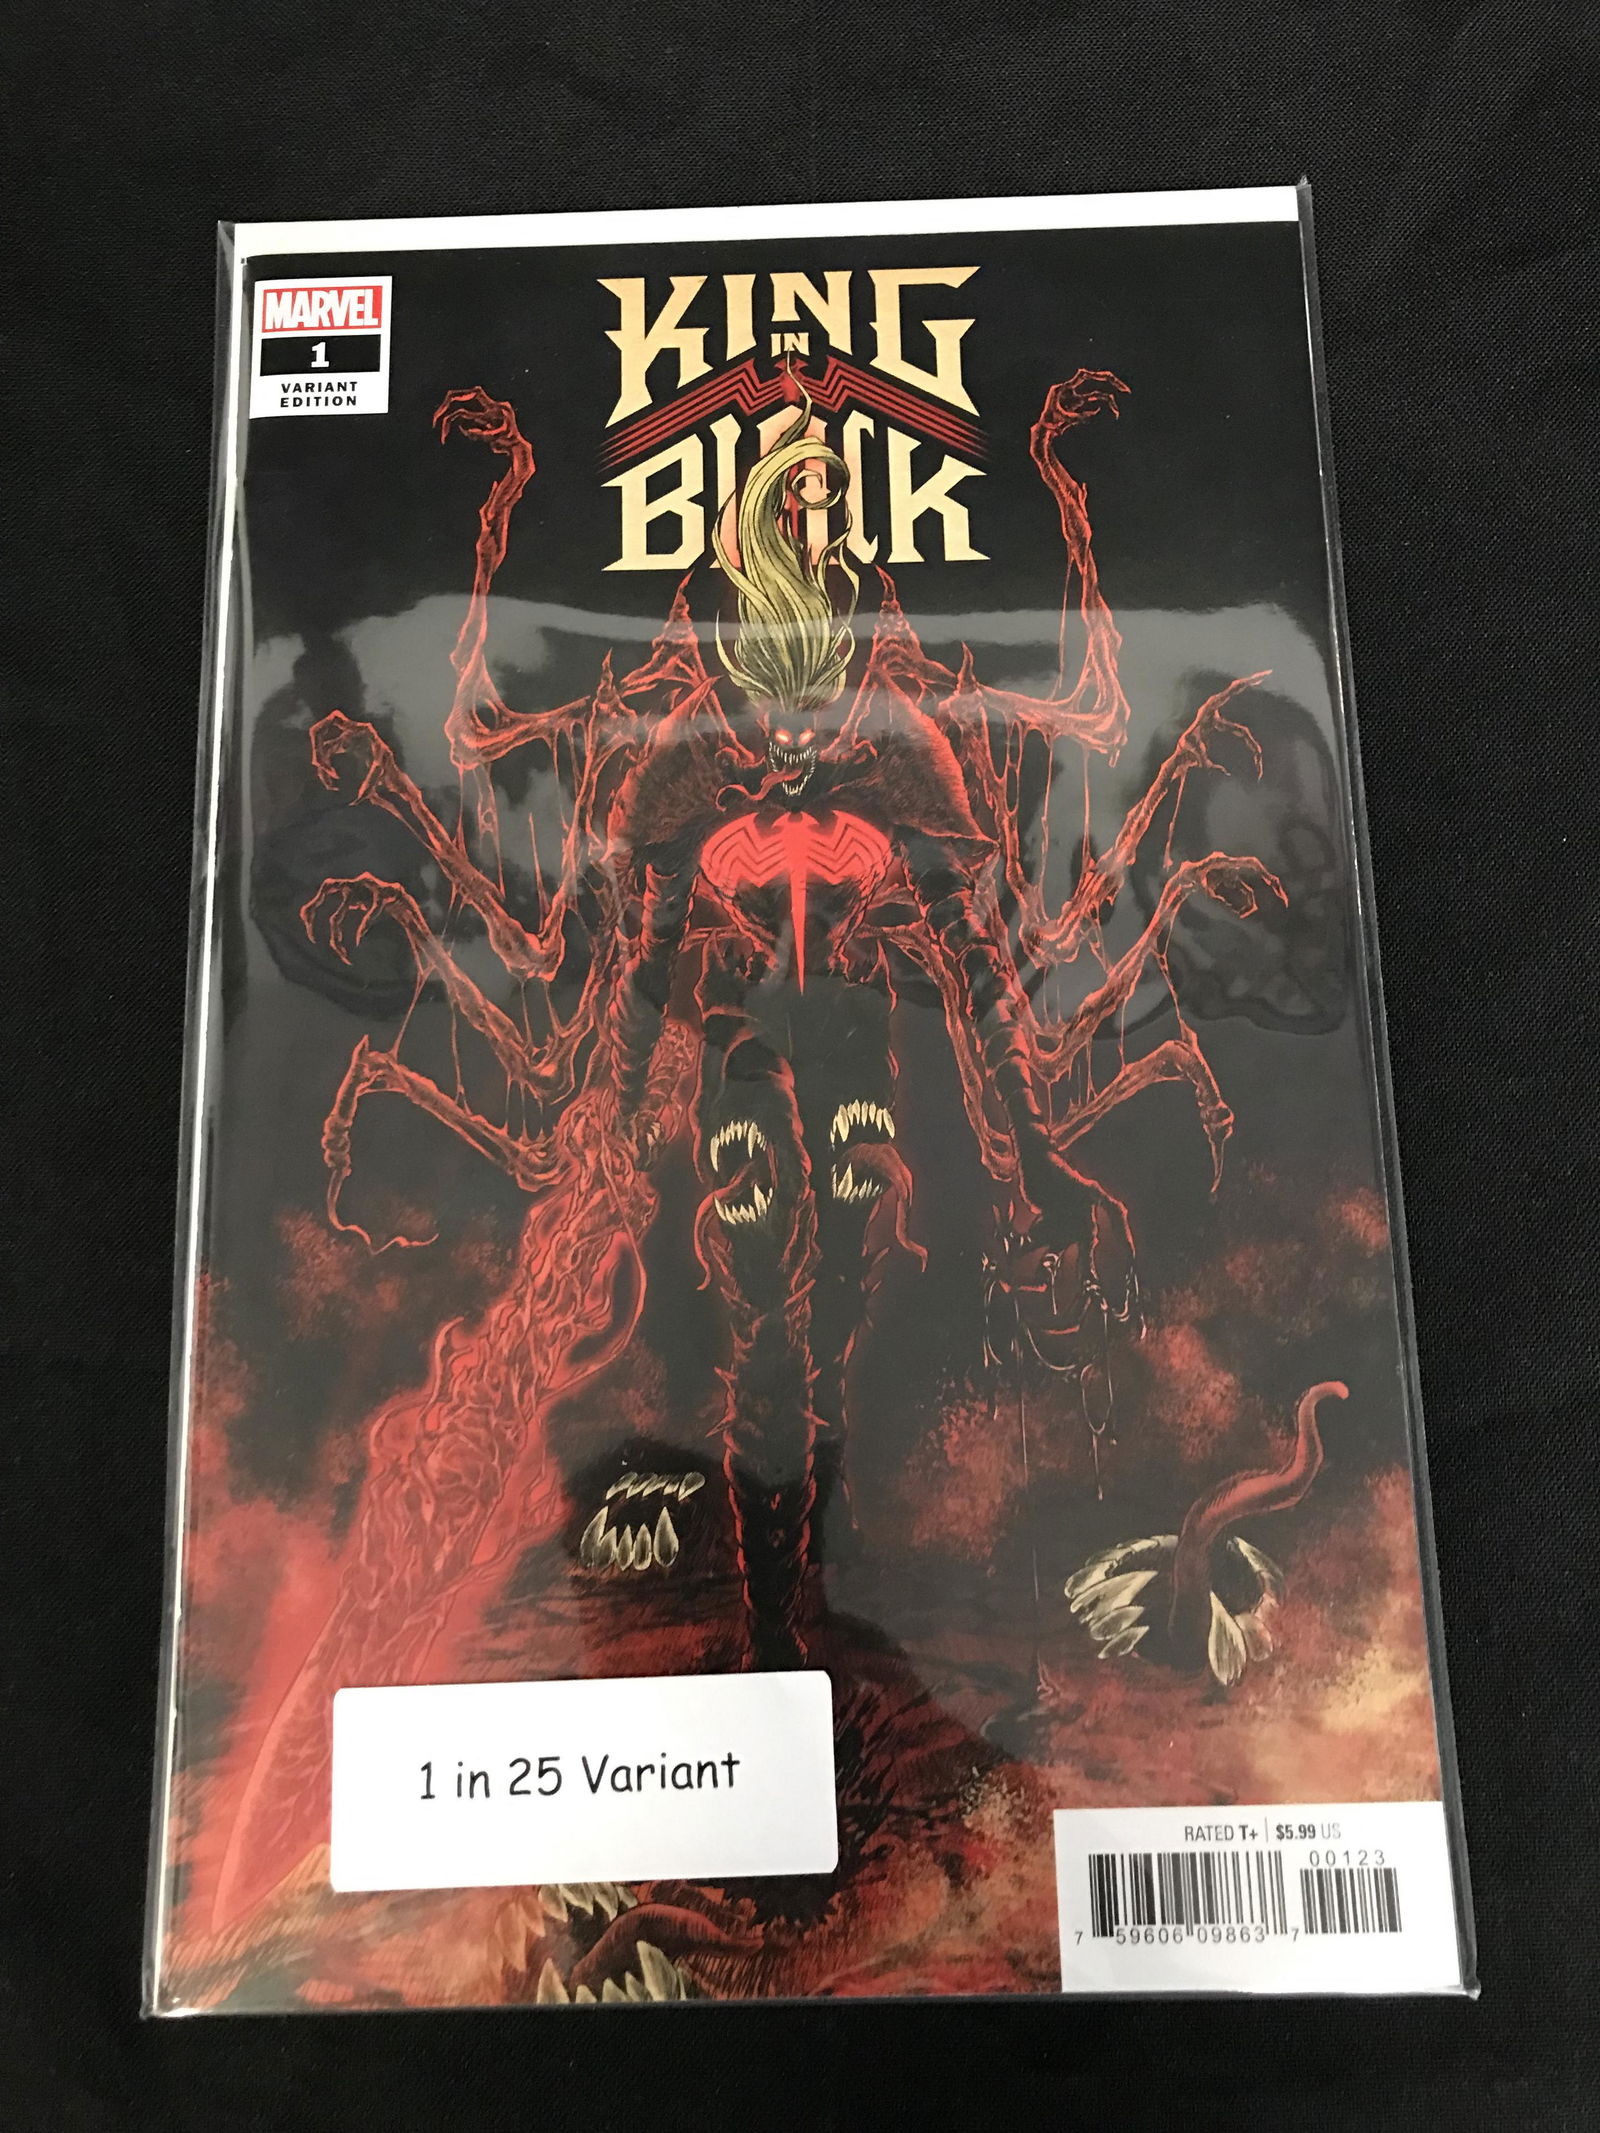 MARVEL
1
VARIANT
EDITION
KING
IN
BLACK
1 in 25 Variant
RATED T+ | $5.99 US
00123
7 59606 09863 7